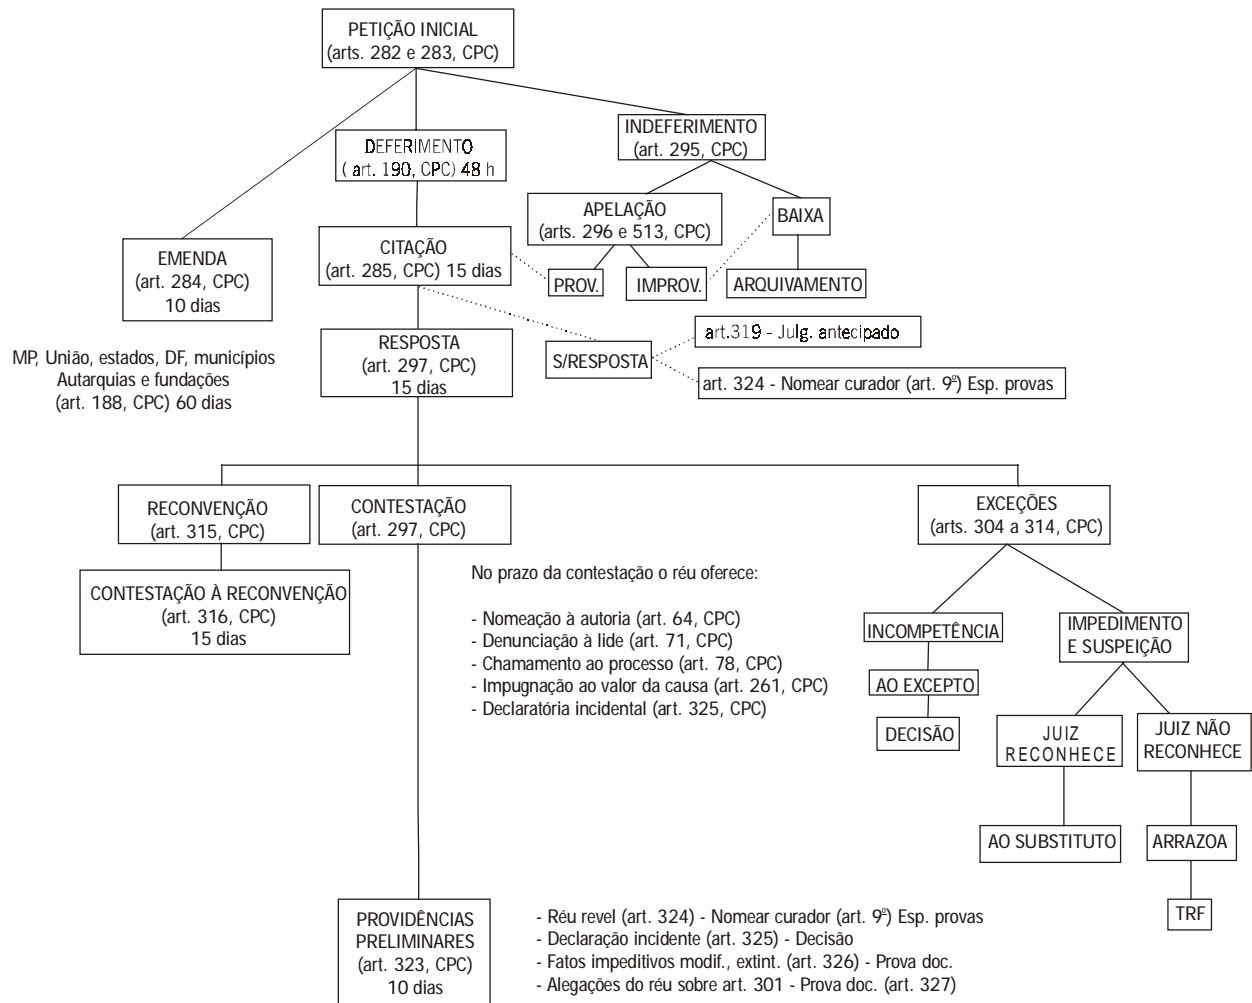 PETIÇÃO INICIAL
(arts. 282 e 283, CPC)
DEFERIMENTO
( art. 190, CPC) 48 h
INDEFERIMENTO
(art. 295, CPC)
APELAÇÃO
(arts. 296 e 513, CPC)
BAIXA
EMENDA
(art. 284, CPC)
10 dias
CITAÇÃO
(art. 285, CPC) 15 dias
PROV.
IMPROV.
ARQUIVAMENTO
MP, União, estados, DF, municípios
Autarquias e fundações
(art. 188, CPC) 60 dias
RESPOSTA
(art. 297, CPC)
15 dias
S/RESPOSTA
art.319 - Julg. antecipado
art. 324 - Nomear curador (art. 9º) Esp. provas
RECONVENÇÃO
(art. 315, CPC)
CONTESTAÇÃO
(art. 297, CPC)
EXCEÇÕES
(arts. 304 a 314, CPC)
CONTESTAÇÃO À RECONVENÇÃO
(art. 316, CPC)
15 dias
No prazo da contestação o réu oferece:
- Nomeação à autoria (art. 64, CPC)
- Denunciação à lide (art. 71, CPC)
- Chamamento ao processo (art. 78, CPC)
- Impugnação ao valor da causa (art. 261, CPC)
- Declaratória incidental (art. 325, CPC)
INCOMPETÊNCIA
AO EXCEPTO
DECISÃO
IMPEDIMENTO
E SUSPEIÇÃO
JUIZ
RECONHECE
JUIZ NÃO
RECONHECE
AO SUBSTITUTO
ARRAZOA
TRF
PROVIDÊNCIAS
PRELIMINARES
(art. 323, CPC)
10 dias
- Réu revel (art. 324) - Nomear curador (art. 9º) Esp. provas
- Declaração incidente (art. 325) - Decisão
- Fatos impeditivos modif., extint. (art. 326) - Prova doc.
- Alegações do réu sobre art. 301 - Prova doc. (art. 327)